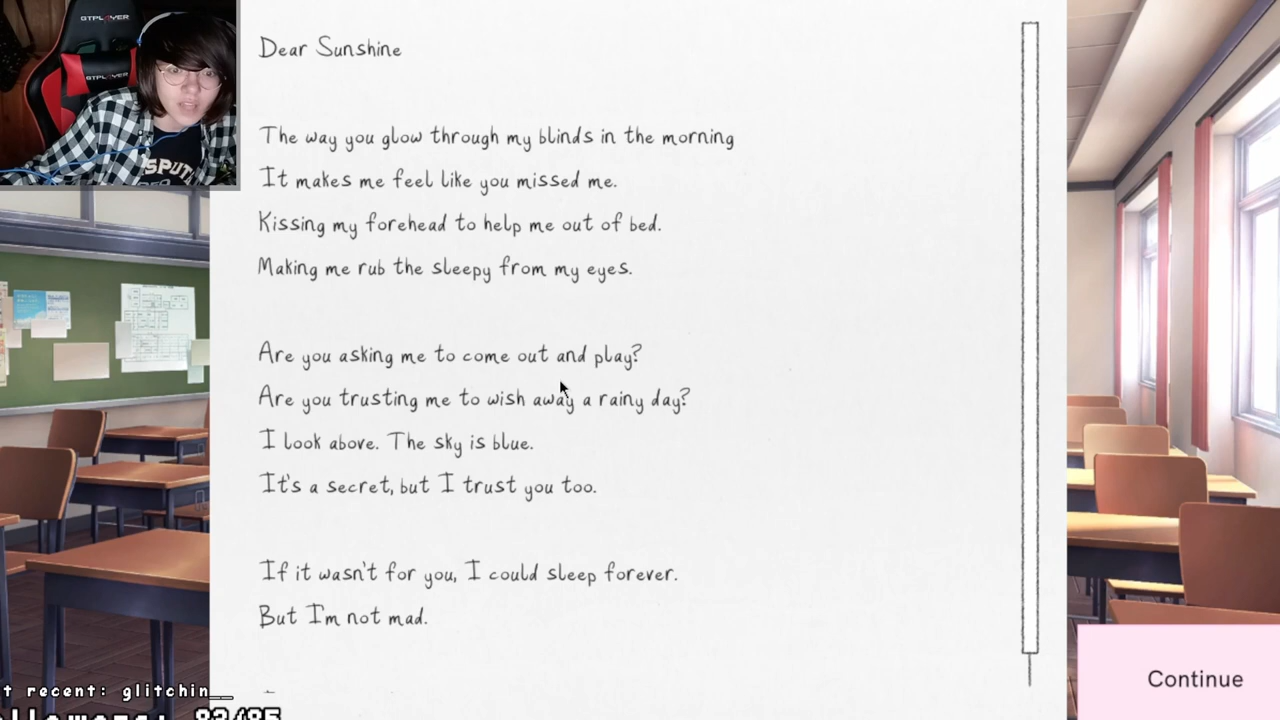 GTPLAYER
GTPLAYER
Dear Sunshine
The way you glow through my blinds in the morning
It makes me feel like you missed me.
Kissing my forehead to help me out of bed.
Making me rub the sleepy from my eyes.
Are you asking me to come out and play?
Are you trusting me to wish away a rainy day?
I look above. The sky is blue.
It's a secret, but I trust you too.
If it wasn't for you, I could sleep forever.
But I'm not mad.
t recent: glitchin__
Continue